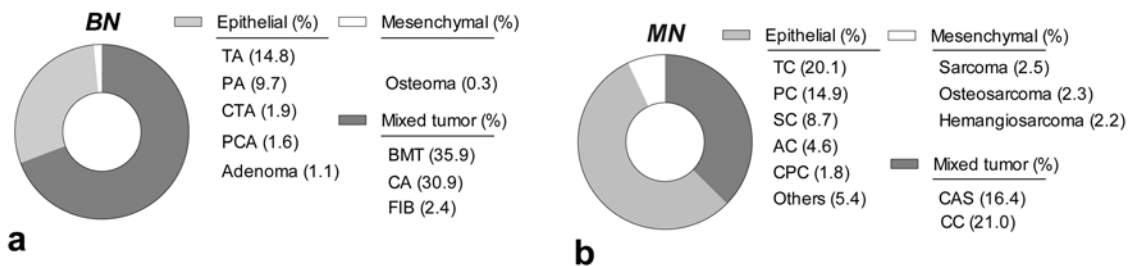 BN
Epithelial (%)
TA (14.8)
PA (9.7)
CTA (1.9)
PCA (1.6)
Adenoma (1.1)
Mesenchymal (%)
Osteoma (0.3)
Mixed tumor (%)
BMT (35.9)
CA (30.9)
FIB (2.4)
a
MN
Epithelial (%)
TC (20.1)
PC (14.9)
SC (8.7)
AC (4.6)
CPC (1.8)
Others (5.4)
Mesenchymal (%)
Sarcoma (2.5)
Osteosarcoma (2.3)
Hemangiosarcoma (2.2)
Mixed tumor (%)
CAS (16.4)
CC (21.0)
b